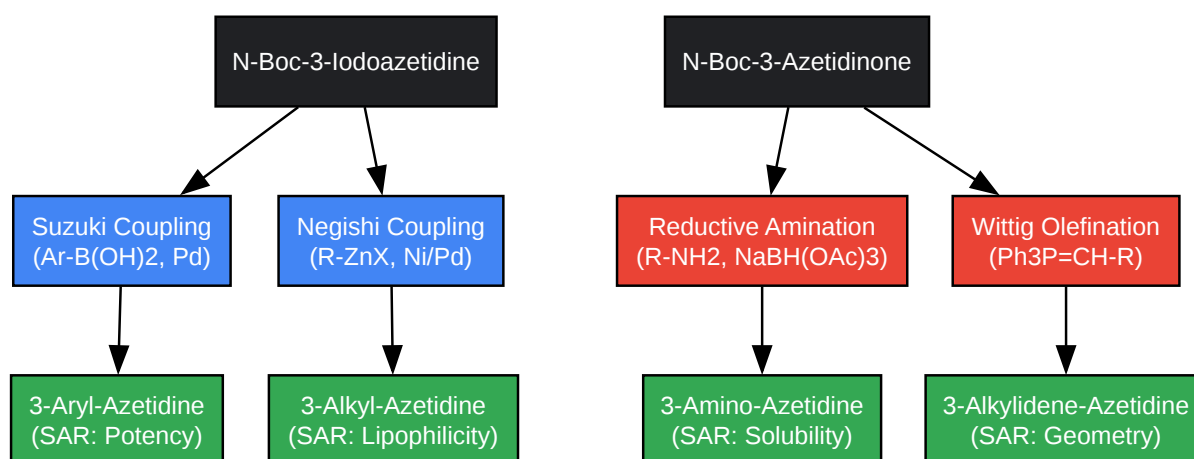 N-Boc-3-Iodoazetidine
N-Boc-3-Azetidinone
Suzuki Coupling
(Ar-B(OH)2, Pd)
Negishi Coupling
(R-ZnX, Ni/Pd)
Reductive Amination
(R-NH2, NaBH(OAc)3)
Wittig Olefination
(Ph3P=CH-R)
3-Aryl-Azetidine
(SAR: Potency)
3-Alkyl-Azetidine
(SAR: Lipophilicity)
3-Amino-Azetidine
(SAR: Solubility)
3-Alkylidene-Azetidine
(SAR: Geometry)